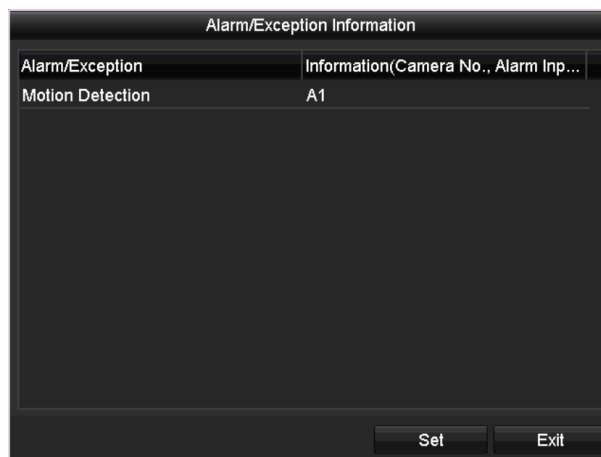 Alarm/Exception Information
Alarm/Exception Information(Camera No., Alarm Inp...
Motion Detection A1
Set Exit